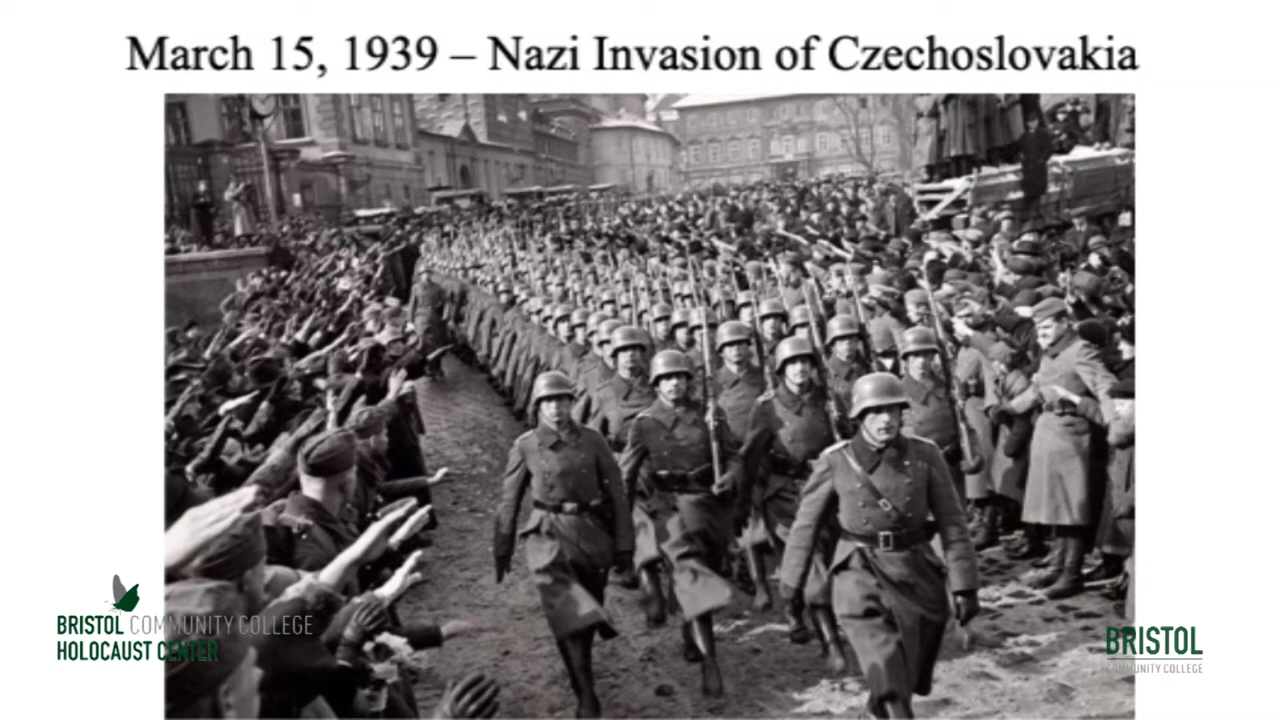 March 15, 1939 – Nazi Invasion of Czechoslovakia
BRISTOL COMMUNITY COLLEGE
HOLOCAUST CENTER
BRISTOL
COMMUNITY COLLEGE